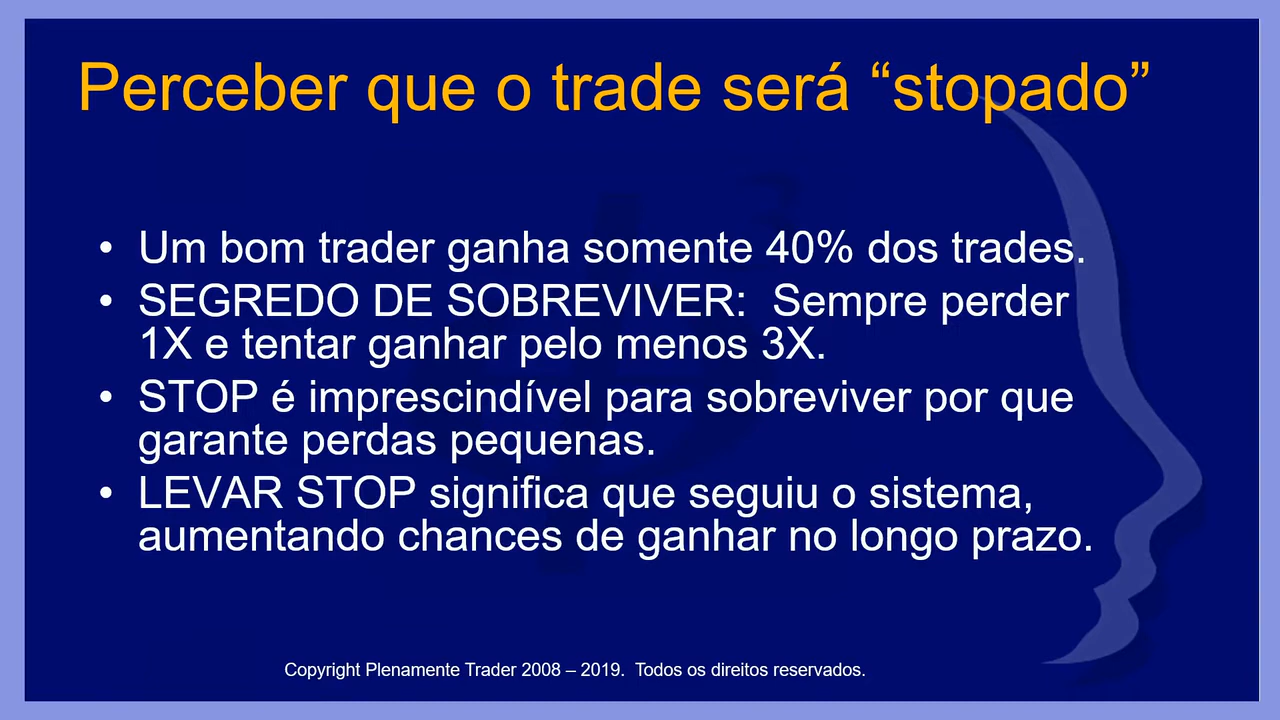 Perceber que o trade será “stopado”
• Um bom trader ganha somente 40% dos trades.
• SEGREDO DE SOBREVIVER:  Sempre perder
1X e tentar ganhar pelo menos 3X.
• STOP é imprescindível para sobreviver por que
garante perdas pequenas.
• LEVAR STOP significa que seguiu o sistema,
aumentando chances de ganhar no longo prazo.
Copyright Plenamente Trader 2008 – 2019.  Todos os direitos reservados.